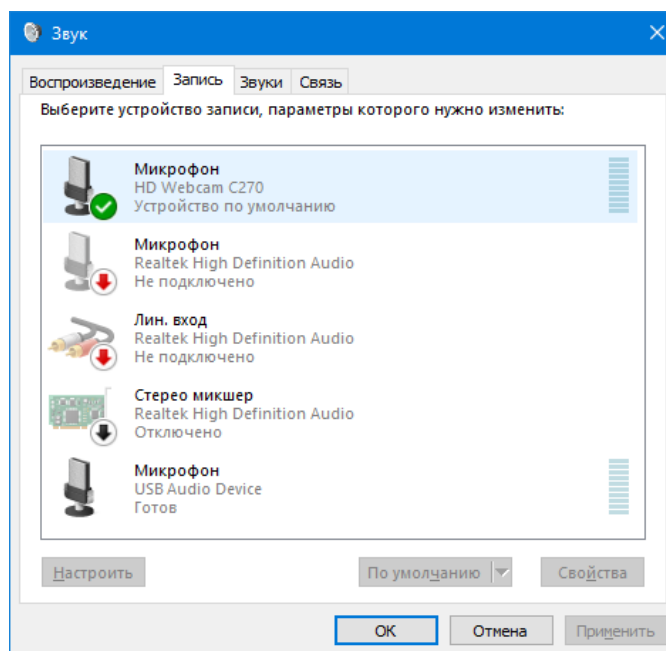 Звук
Воспроизведение Запись Звуки Связь
Выберите устройство записи, параметры которого нужно изменить:
Микрофон
HD Webcam C270
Устройство по умолчанию
Микрофон
Realtek High Definition Audio
Не подключено
Лин. вход
Realtek High Definition Audio
Не подключено
Стерео микшер
Realtek High Definition Audio
Отключено
Микрофон
USB Audio Device
Готов
Настроить По умолчанию Свойства
ОК Отмена Применить